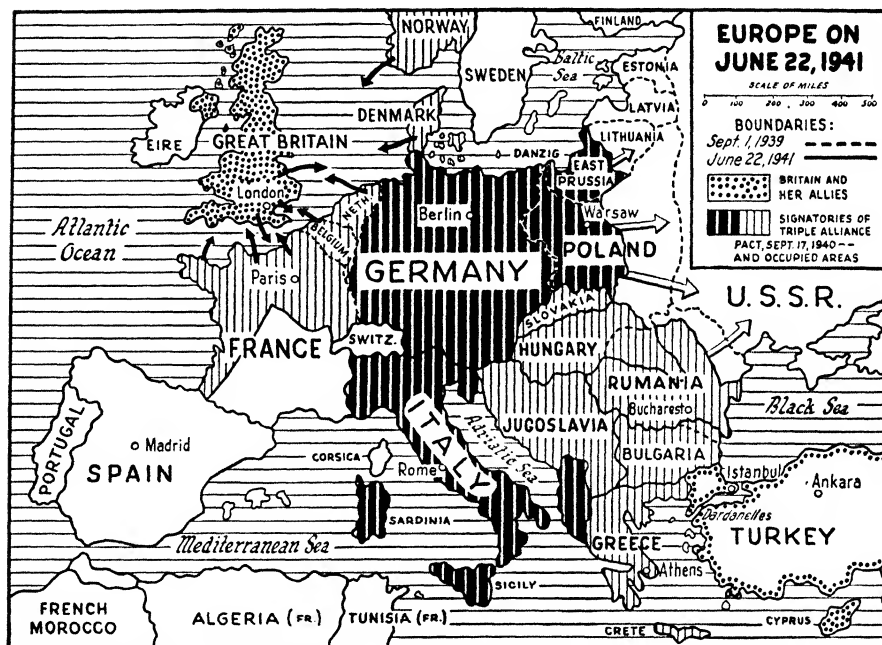 EUROPE ON
JUNE 22, 1941
SCALE OF MILES
0 100 200 300 400 500
BOUNDARIES:
Sept. 1, 1939
June 22, 1941
BRITAIN AND
HER ALLIES
SIGNATORIES OF
TRIPLE ALLIANCE
PACT, SEPT. 17, 1940--
AND OCCUPIED AREAS
NORWAY
FINLAND
SWEDEN
Baltic
Sea
ESTONIA
LATVIA
LITHUANIA
DENMARK
EIRE
GREAT BRITAIN
DANZIG
EAST
PRUSSIA
London
NETH.
BELGIUM
Berlin
Warsaw
POLAND
Atlantic
Ocean
GERMANY
Paris
U.S.S.R.
SLOVAKIA
FRANCE
SWITZ.
HUNGARY
RUMANIA
Bucharest
Black Sea
ITALY
JUGOSLAVIA
Adriatic Sea
PORTUGAL
Madrid
SPAIN
CORSICA
Rome
BULGARIA
Istanbul
Ankara
Dardanelles
TURKEY
SARDINIA
GREECE
Mediterranean Sea
Athens
SICILY
FRENCH
MOROCCO
ALGERIA (FR.)
TUNISIA (FR.)
CRETE
CYPRUS